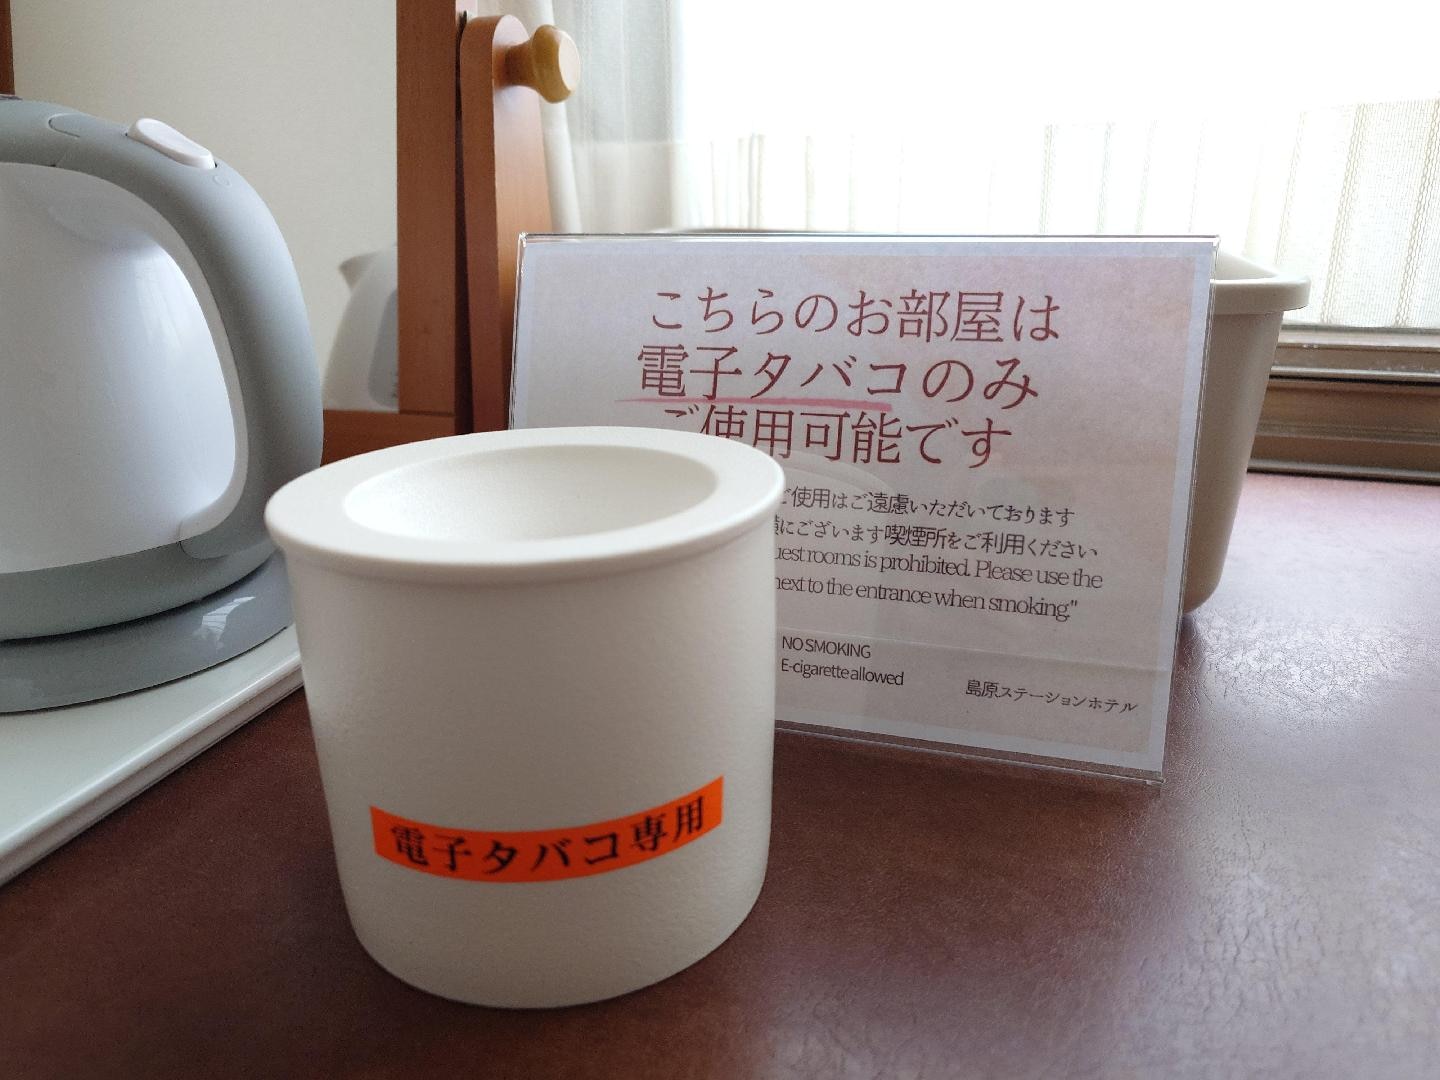 こちらのお部屋は
電子タバコのみ
ご使用可能です
ご使用はご遠慮いただいております
横にございます喫煙所をご利用ください
rooms is prohibited. Please use the
next to the entrance when smoking."
NO SMOKING
E-cigarette allowed
島原ステーションホテル
電子タバコ専用